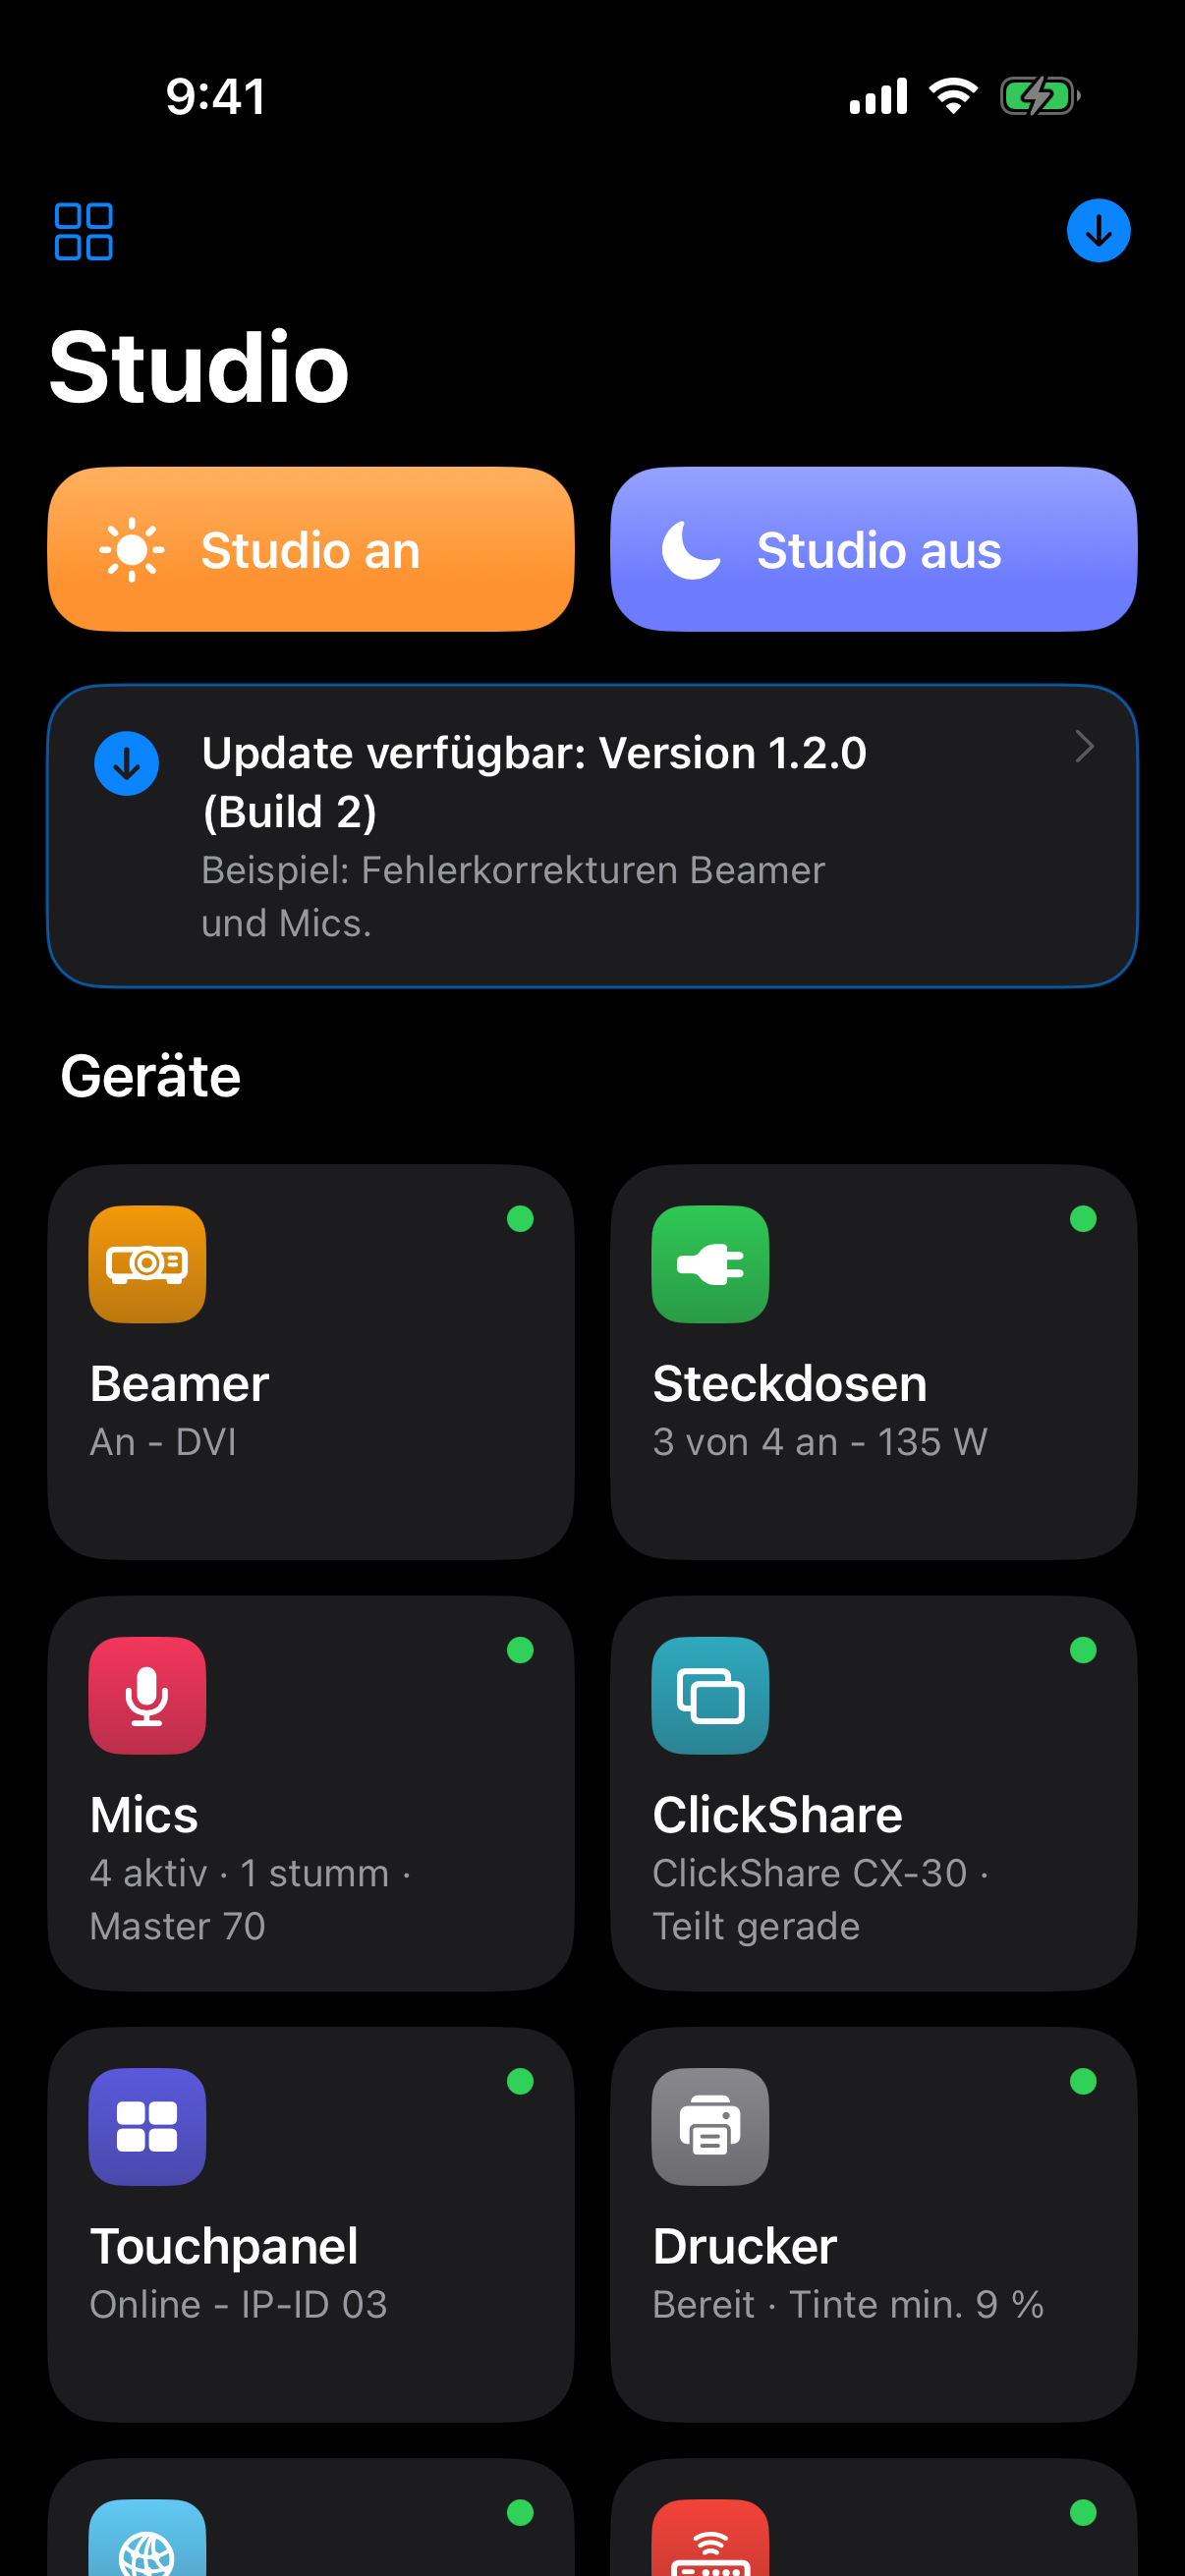 9:41
Studio
Studio an
Studio aus
Update verfügbar: Version 1.2.0
(Build 2)
Beispiel: Fehlerkorrekturen Beamer
und Mics.
Geräte
Beamer
An - DVI
Steckdosen
3 von 4 an - 135 W
Mics
4 aktiv · 1 stumm ·
Master 70
ClickShare
ClickShare CX-30 ·
Teilt gerade
Touchpanel
Online - IP-ID 03
Drucker
Bereit · Tinte min. 9 %